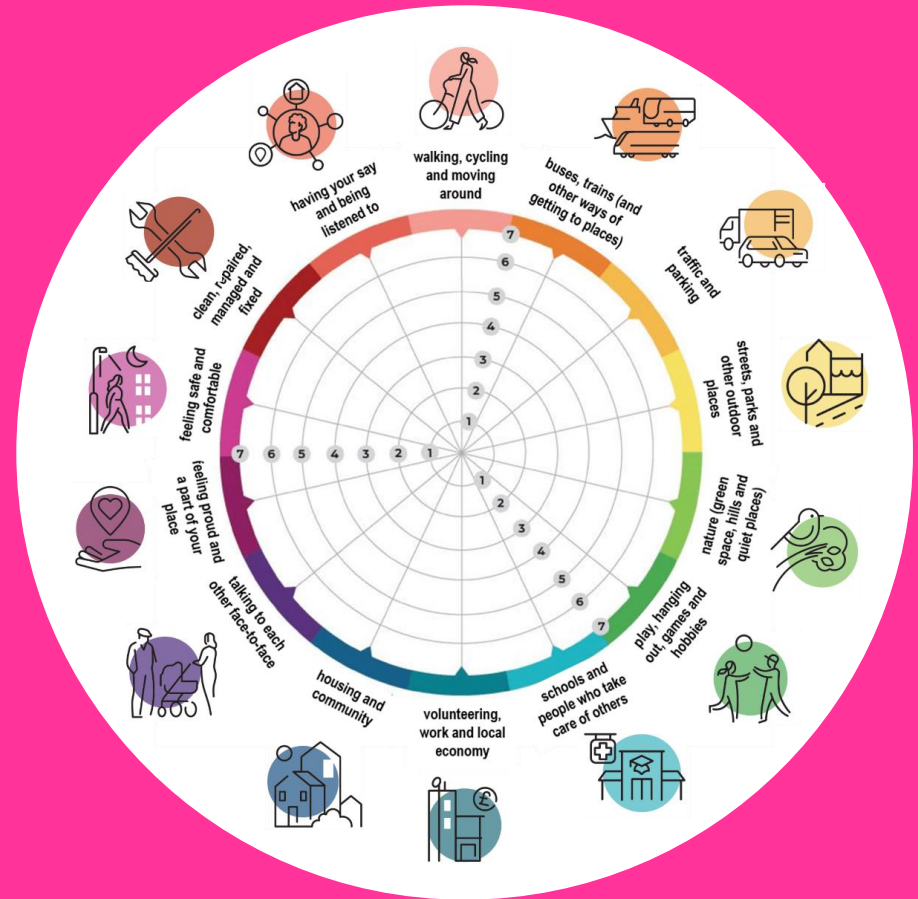 walking, cycling
and moving
around
buses, trains (and
other ways of
getting to places)
traffic and
parking
streets, parks and
other outdoor
places
nature (green
space, hills and
quiet places)
play, hanging
out, games and
hobbies
schools and
people who take
care of others
volunteering,
work and local
economy
housing and
community
talking to each
other face-to-face
feeling proud and
a part of your
place
feeling safe and
comfortable
clean, repaired,
managed and
fixed
having your say
and being
listened to
7
6
5
4
3
2
1
7 6 5 4 3 2 1
1
2
3
4
5
6
7
£